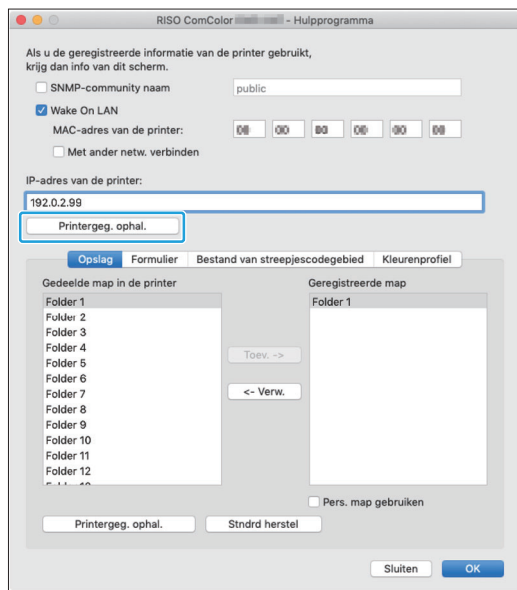 RISO ComColor - Hulpprogramma
Als u de geregistreerde informatie van de printer gebruikt,
krijg dan info van dit scherm.
SNMP-community naam public
Wake On LAN
MAC-adres van de printer:
Met ander netw. verbinden
IP-adres van de printer:
192.0.2.99
Printergeg. ophal.
Opslag Formulier Bestand van streepjescodegebied Kleurenprofiel
Gedeelde map in de printer Geregistreerde map
Folder 1 Folder 1
Folder 2
Folder 3
Folder 4
Folder 5
Folder 6
Folder 7
Folder 8
Folder 9
Folder 10
Folder 11
Folder 12
Toev. ->
<- Verw.
Pers. map gebruiken
Printergeg. ophal. Stndrd herstel
Sluiten OK